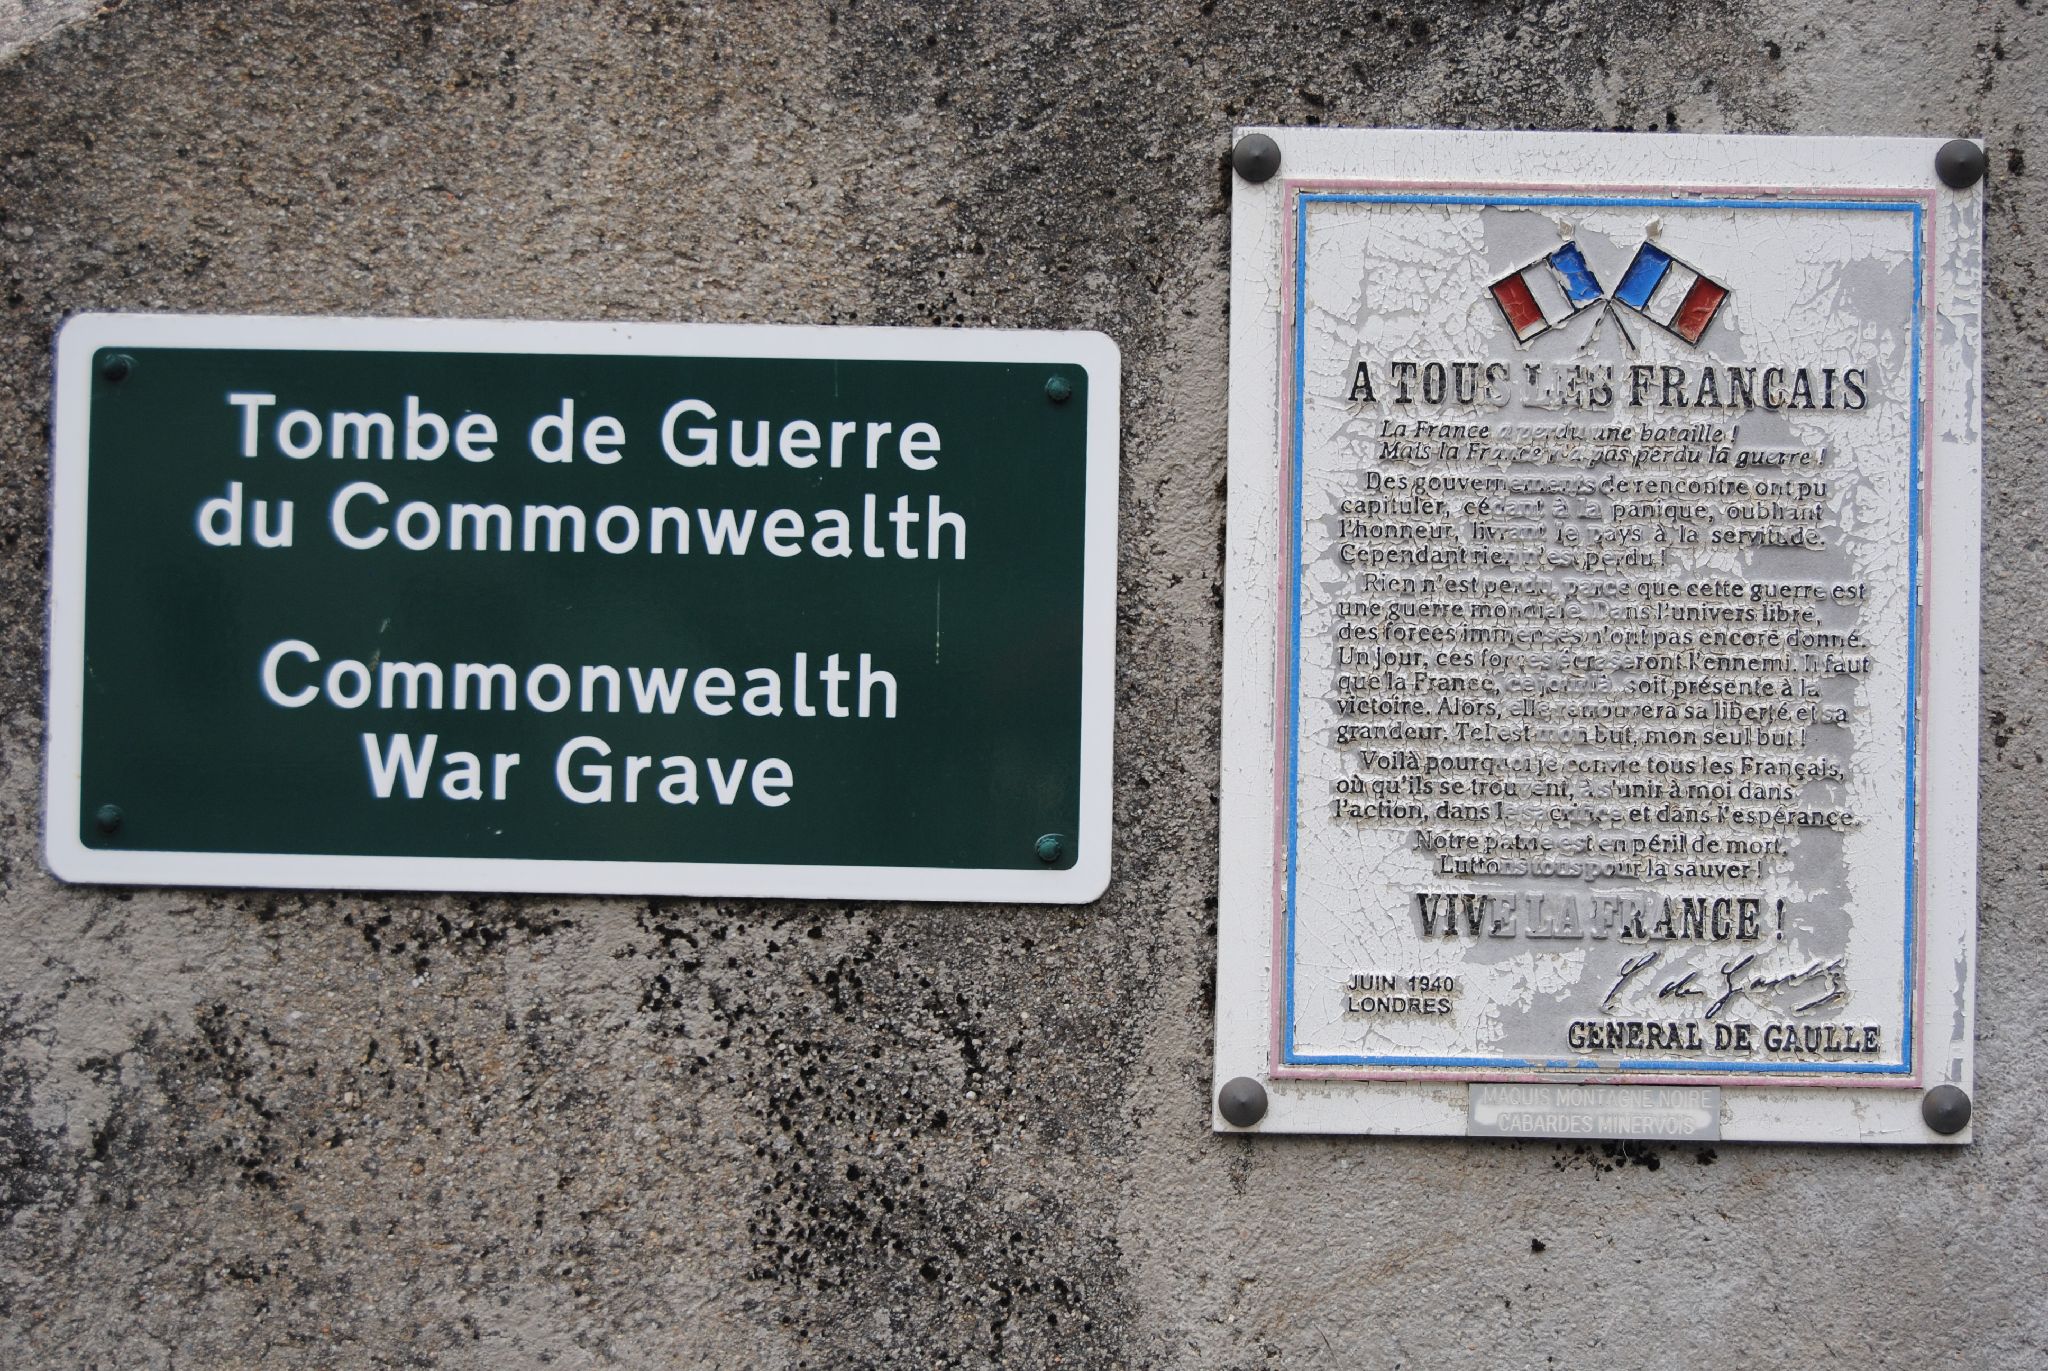 Tombe de Guerre
du Commonwealth
Commonwealth
War Grave
A TOUS LES FRANÇAIS
La France a perdu une bataille !
Mais la France n'a pas perdu la guerre !
Des gouvernements de rencontre ont pu
capituler, cédant à la panique, oubliant
l'honneur, livrant le pays à la servitude.
Cependant rien n'est perdu !
Rien n'est perdu, parce que cette guerre est
une guerre mondiale. Dans l'univers libre,
des forces immenses n'ont pas encore donné.
Un jour, ces forces écraseront l'ennemi. Il faut
que la France, ce jour-là, soit présente à la
victoire. Alors, elle retrouvera sa liberté et sa
grandeur. Tel est mon but, mon seul but !
Voilà pourquoi je convie tous les Français,
où qu'ils se trouvent, à s'unir à moi dans
l'action, dans le sacrifice et dans l'espérance.
Notre patrie est en péril de mort.
Luttons tous pour la sauver !
VIVE LA FRANCE !
JUIN 1940
LONDRES
C de Gaulle
GÉNÉRAL DE GAULLE
MAQUIS MONTAGNE NOIRE
CABARDES MINERVOIS